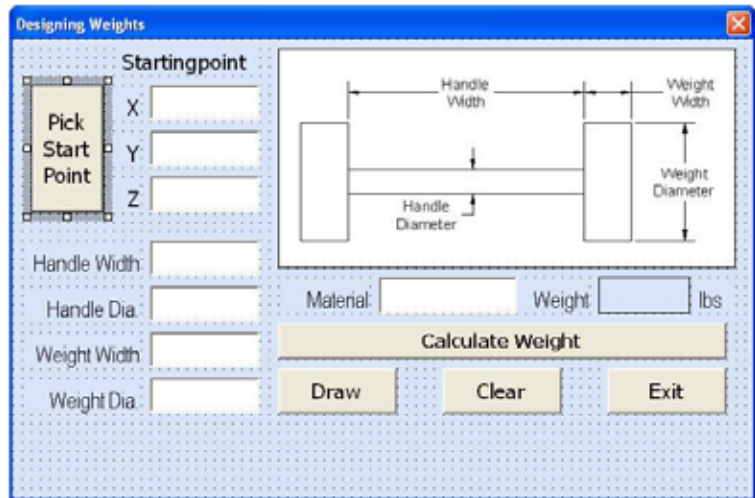 Designing Weights
Startingpoint
Pick
Start
Point
X
Y
Z
Handle Width:
Handle Dia.
Weight Width:
Weight Dia.
Handle
Width
Weight
Width
Handle
Diameter
Weight
Diameter
Material:
Weight:
lbs
Calculate Weight
Draw
Clear
Exit